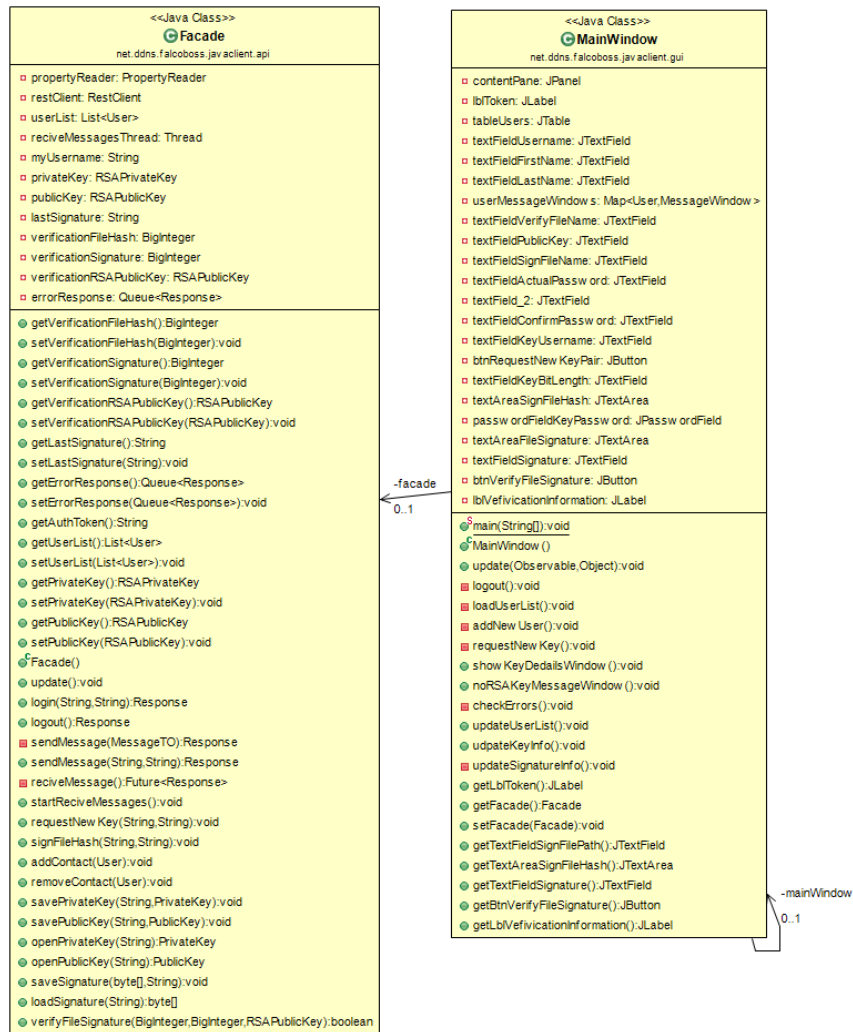 <<Java Class>>
Facade
net.ddns.falcoboss.javaclient.api
propertyReader: PropertyReader
restClient: RestClient
userList: List<User>
reciveMessagesThread: Thread
myUsername: String
privateKey: RSAPrivateKey
publicKey: RSAPublicKey
lastSignature: String
verificationFileHash: BigInteger
verificationSignature: BigInteger
verificationRSAPublicKey: RSAPublicKey
errorResponse: Queue<Response>
getVerificationFileHash():BigInteger
setVerificationFileHash(BigInteger):void
getVerificationSignature():BigInteger
setVerificationSignature(BigInteger):void
getVerificationRSAPublicKey():RSAPublicKey
setVerificationRSAPublicKey(RSAPublicKey):void
getLastSignature():String
setLastSignature(String):void
getErrorResponse():Queue<Response>
setErrorResponse(Queue<Response>):void
getAuthToken():String
getUserList():List<User>
setUserList(List<User>):void
getPrivateKey():RSAPrivateKey
setPrivateKey(RSAPrivateKey):void
getPublicKey():RSAPublicKey
setPublicKey(RSAPublicKey):void
C Facade()
update():void
login(String,String):Response
logout():Response
sendMessage(MessageTO):Response
sendMessage(String,String):Response
reciveMessage():Future<Response>
startReciveMessages():void
requestNewKey(String,String):void
signFileHash(String,String):void
addContact(User):void
removeContact(User):void
savePrivateKey(String,PrivateKey):void
savePublicKey(String,PublicKey):void
openPrivateKey(String):PrivateKey
openPublicKey(String):PublicKey
saveSignature(byte[],String):void
loadSignature(String):byte[]
verifyFileSignature(BigInteger,BigInteger,RSAPublicKey):boolean
-facade
0..1
<<Java Class>>
MainWindow
net.ddns.falcoboss.javaclient.gui
contentPane: JPanel
lblToken: JLabel
tableUsers: JTable
textFieldUsername: JTextField
textFieldFirstName: JTextField
textFieldLastName: JTextField
userMessageWindows: Map<User,MessageWindow>
textFieldVerifyFileName: JTextField
textFieldPublicKey: JTextField
textFieldSignFileName: JTextField
textFieldActualPassword: JTextField
textField_2: JTextField
textFieldConfirmPassword: JTextField
textFieldKeyUsername: JTextField
btnRequestNewKeyPair: JButton
textFieldKeyBitLength: JTextField
textAreaSignFileHash: JTextArea
passwordFieldKeyPassword: JPasswordField
textAreaFileSignature: JTextArea
textFieldSignature: JTextField
btnVerifyFileSignature: JButton
lblVefivicationInformation: JLabel
S main(String[]):void
C MainWindow()
update(Observable,Object):void
logout():void
loadUserList():void
addNewUser():void
requestNewKey():void
showKeyDedailsWindow():void
noRSAKeyMessageWindow():void
checkErrors():void
updateUserList():void
udpateKeyInfo():void
updateSignatureInfo():void
getLblToken():JLabel
getFacade():Facade
setFacade(Facade):void
getTextFieldSignFilePath():JTextField
getTextAreaSignFileHash():JTextArea
getTextFieldSignature():JTextField
getBtnVerifyFileSignature():JButton
getLblVefivicationInformation():JLabel
-mainWindow
0..1